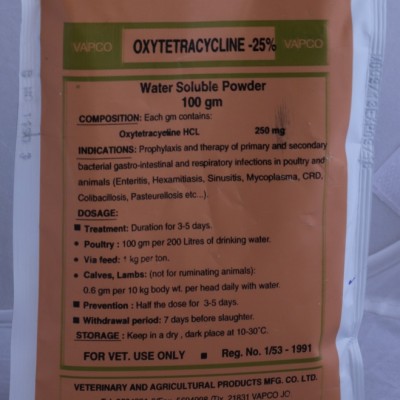 VAPCO OXYTETRACYCLINE -25% VAPCO
Water Soluble Powder
100 gm
COMPOSITION: Each gm contains:
Oxytetracycline HCL 250 mg
INDICATIONS: Prophylaxis and therapy of primary and secondary
bacterial gastro-intestinal and respiratory infections in poultry and
animals (Enteritis, Hexamitiasis, Sinusitis, Mycoplasma, CRD,
Colibacillosis, Pasteurellosis etc...).
DOSAGE:
■ Treatment: Duration for 3-5 days.
• Poultry : 100 gm per 200 Litres of drinking water.
• Via feed: 1 kg per ton.
• Calves, Lambs: (not for ruminating animals):
0.6 gm per 10 kg body wt. per head daily with water.
■ Prevention : Half the dose for 3-5 days.
■ Withdrawal period: 7 days before slaughter.
STORAGE : Keep in a dry , dark place at 10-30°C.
FOR VET. USE ONLY ■ Reg. No. 1/53 - 1991
VETERINARY AND AGRICULTURAL PRODUCTS MFG. CO. LTD.
21831 VAPCO JO